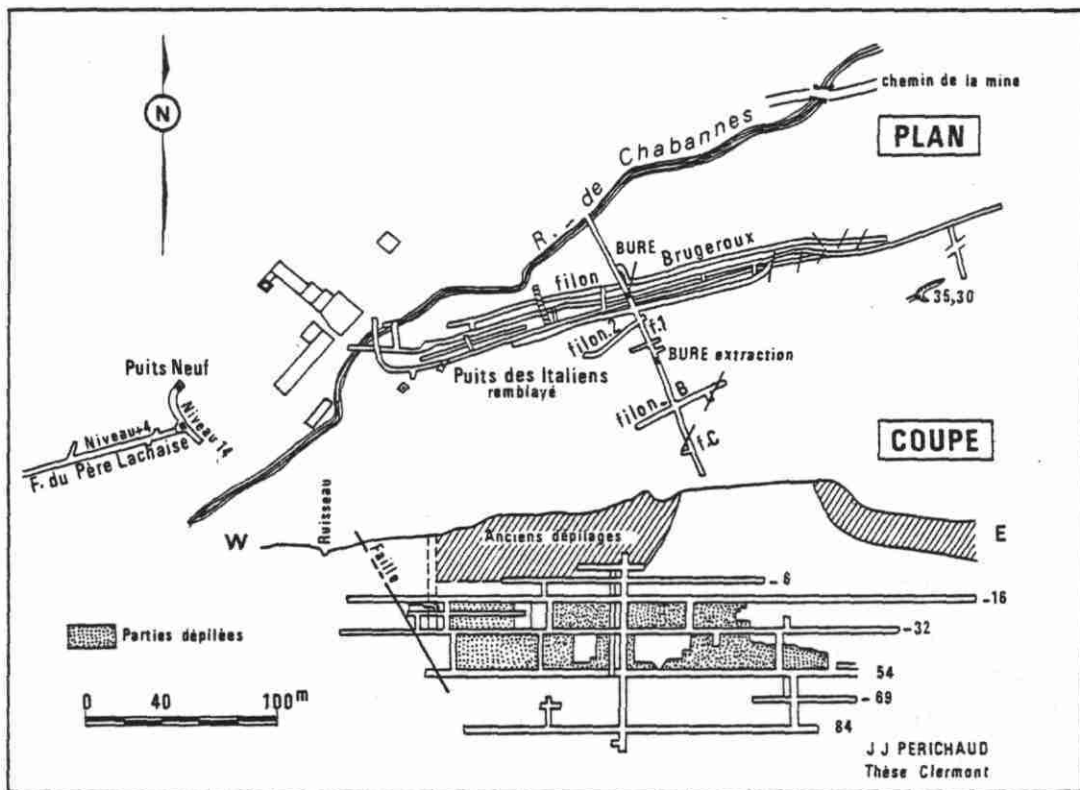 N
chemin de la mine
PLAN
R. de Chabannes
BURE
Brugeroux
filon
35,30
filon 2
f.1
BURE extraction
Puits des Italiens
remblayé
Puits Neuf
filon B
Niveau+4
Niveau 14
F. du Père Lachaise
f.C
COUPE
W
Ruisseau
Faille
Anciens dépilages
E
- 6
-16
-32
Parties dépilées
54
- 69
84
0 40 100m
J J PERICHAUD
Thèse Clermont